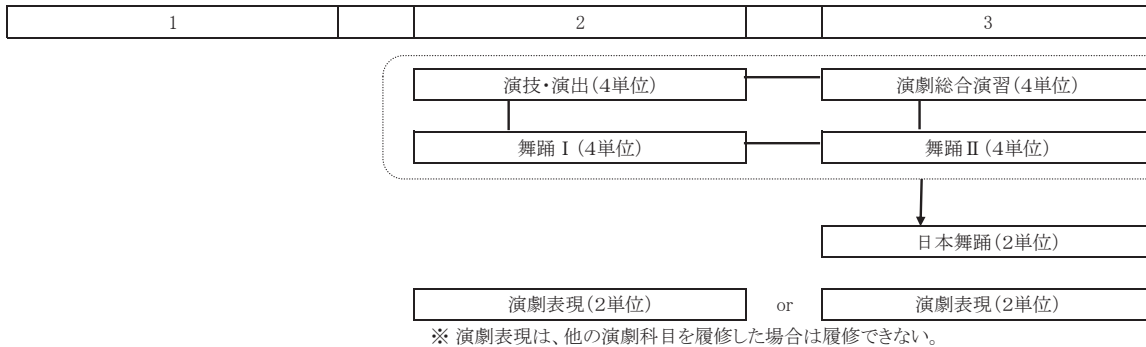 1 2 3
演技・演出(4単位) 演劇総合演習(4単位)
舞踊Ⅰ(4単位) 舞踊Ⅱ(4単位)
日本舞踊(2単位)
演劇表現(2単位) or 演劇表現(2単位)
※ 演劇表現は、他の演劇科目を履修した場合は履修できない。